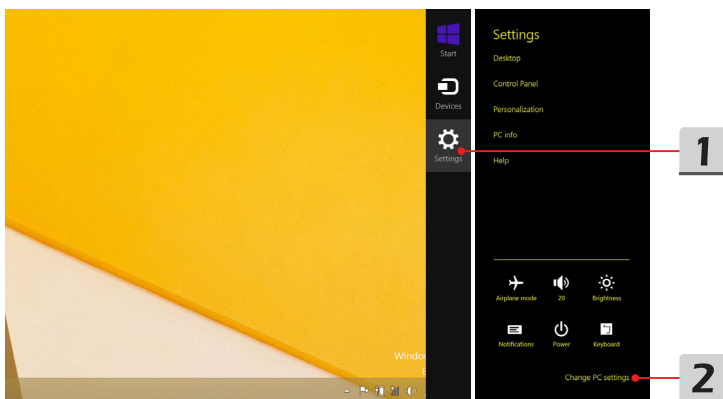 Start
Devices
Settings
Window
Settings
Desktop
Control Panel
Personalization
PC info
Help
Airplane mode
20
Brightness
Notifications
Power
Keyboard
Change PC settings
1
2